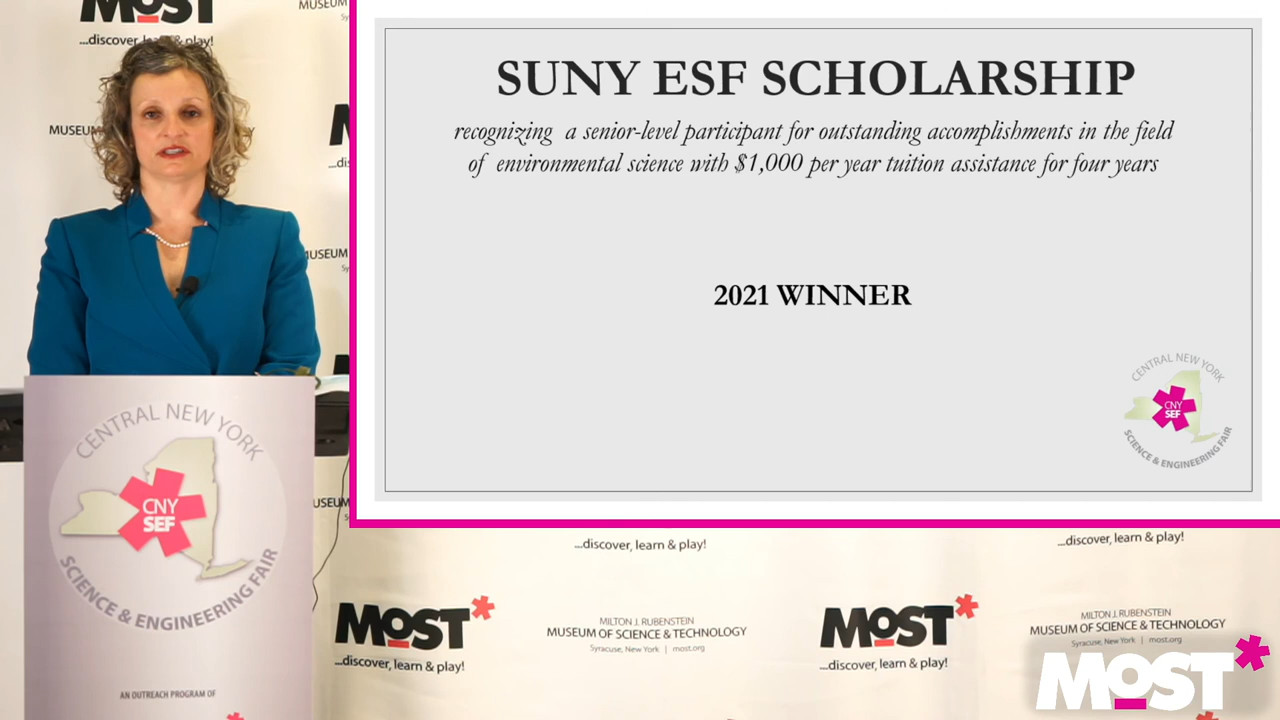 MOST
...discover, learn & play!
MUSEUM
MUSEUM
...dis
MUSEUM
MUSEUM
SUNY ESF SCHOLARSHIP
recognizing a senior-level participant for outstanding accomplishments in the field
of environmental science with $1,000 per year tuition assistance for four years
2021 WINNER
CENTRAL NEW YORK
CNY
SEF
SCIENCE & ENGINEERING FAIR
CENTRAL NEW YORK
CNY
SEF
SCIENCE & ENGINEERING FAIR
AN OUTREACH PROGRAM OF
...discover, learn & play!
...discover, learn & play!
MOST*
...discover, learn & play!
MILTON J. RUBENSTEIN
MUSEUM OF SCIENCE & TECHNOLOGY
Syracuse, New York | most.org
MOST*
...discover, learn & play!
MILTON J. RUBENSTEIN
MUSEUM OF SCIENCE & TECHNOLOGY
Syracuse, New York | most.org
MOST*